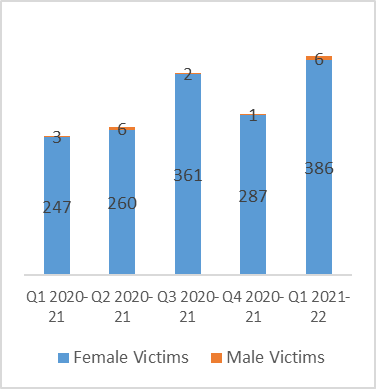 3
6
2
1
6
247
260
361
287
386
Q1 2020-
21
Q2 2020-
21
Q3 2020-
21
Q4 2020-
21
Q1 2021-
22
Female Victims
Male Victims